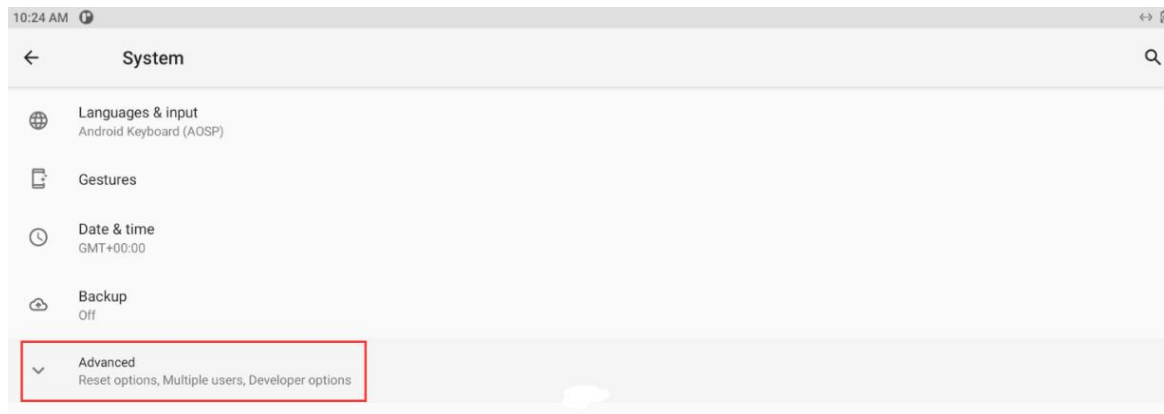 10:24 AM
System
Languages & input
Android Keyboard (AOSP)
Gestures
Date & time
GMT+00:00
Backup
Off
Advanced
Reset options, Multiple users, Developer options